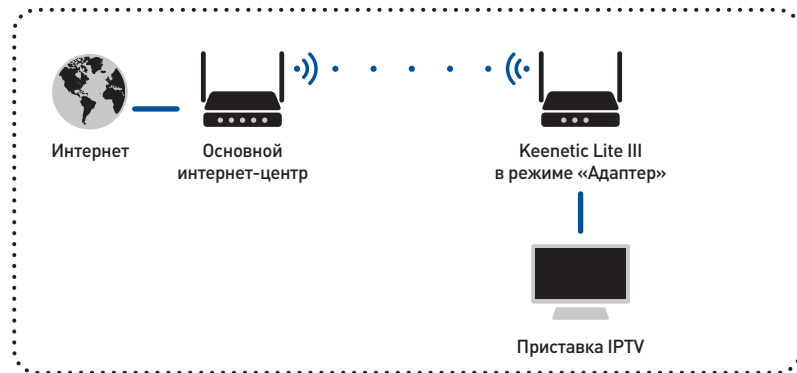 Интернет
Основной
интернет-центр
Keenetic Lite III
в режиме «Адаптер»
Приставка IPTV